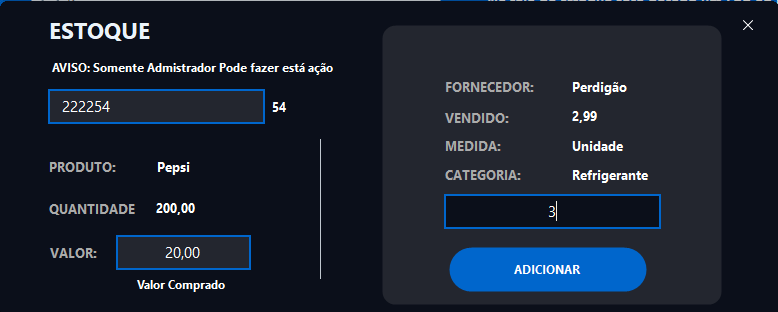 ESTOQUE
AVISO: Somente Admistrador Pode fazer está ação
222254
54
PRODUTO: Pepsi
QUANTIDADE 200,00
VALOR: 20,00
Valor Comprado
FORNECEDOR: Perdigão
VENDIDO: 2,99
MEDIDA: Unidade
CATEGORIA: Refrigerante
3
ADICIONAR